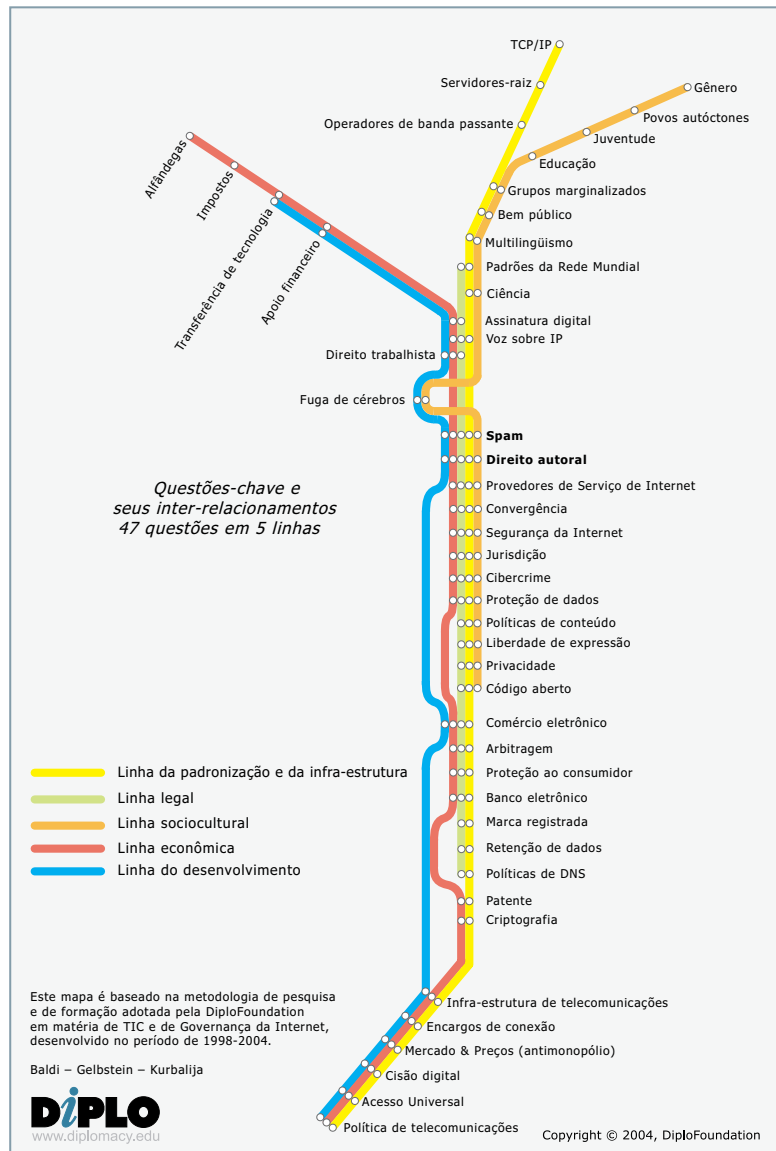 TCP/IP
Servidores-raiz
Gênero
Operadores de banda passante
Povos autóctones
Juventude
Educação
Alfândegas
Impostos
Transferência de tecnologia
Apoio financeiro
Grupos marginalizados
Bem público
Multilingüismo
Padrões da Rede Mundial
Ciência
Assinatura digital
Voz sobre IP
Direito trabalhista
Fuga de cérebros
Spam
Direito autoral
Questões-chave e
seus inter-relacionamentos
47 questões em 5 linhas
Provedores de Serviço de Internet
Convergência
Segurança da Internet
Jurisdição
Cibercrime
Proteção de dados
Políticas de conteúdo
Liberdade de expressão
Privacidade
Código aberto
Comércio eletrônico
Arbitragem
Proteção ao consumidor
Banco eletrônico
Marca registrada
Retenção de dados
Políticas de DNS
Patente
Criptografia
Linha da padronização e da infra-estrutura
Linha legal
Linha sociocultural
Linha econômica
Linha do desenvolvimento
Infra-estrutura de telecomunicações
Encargos de conexão
Mercado & Preços (antimonopólio)
Cisão digital
Acesso Universal
Política de telecomunicações
Este mapa é baseado na metodologia de pesquisa
e de formação adotada pela DiploFoundation
em matéria de TIC e de Governança da Internet,
desenvolvido no período de 1998-2004.
Baldi – Gelbstein – Kurbalija
DiPLO
www.diplomacy.edu
Copyright © 2004, DiploFoundation